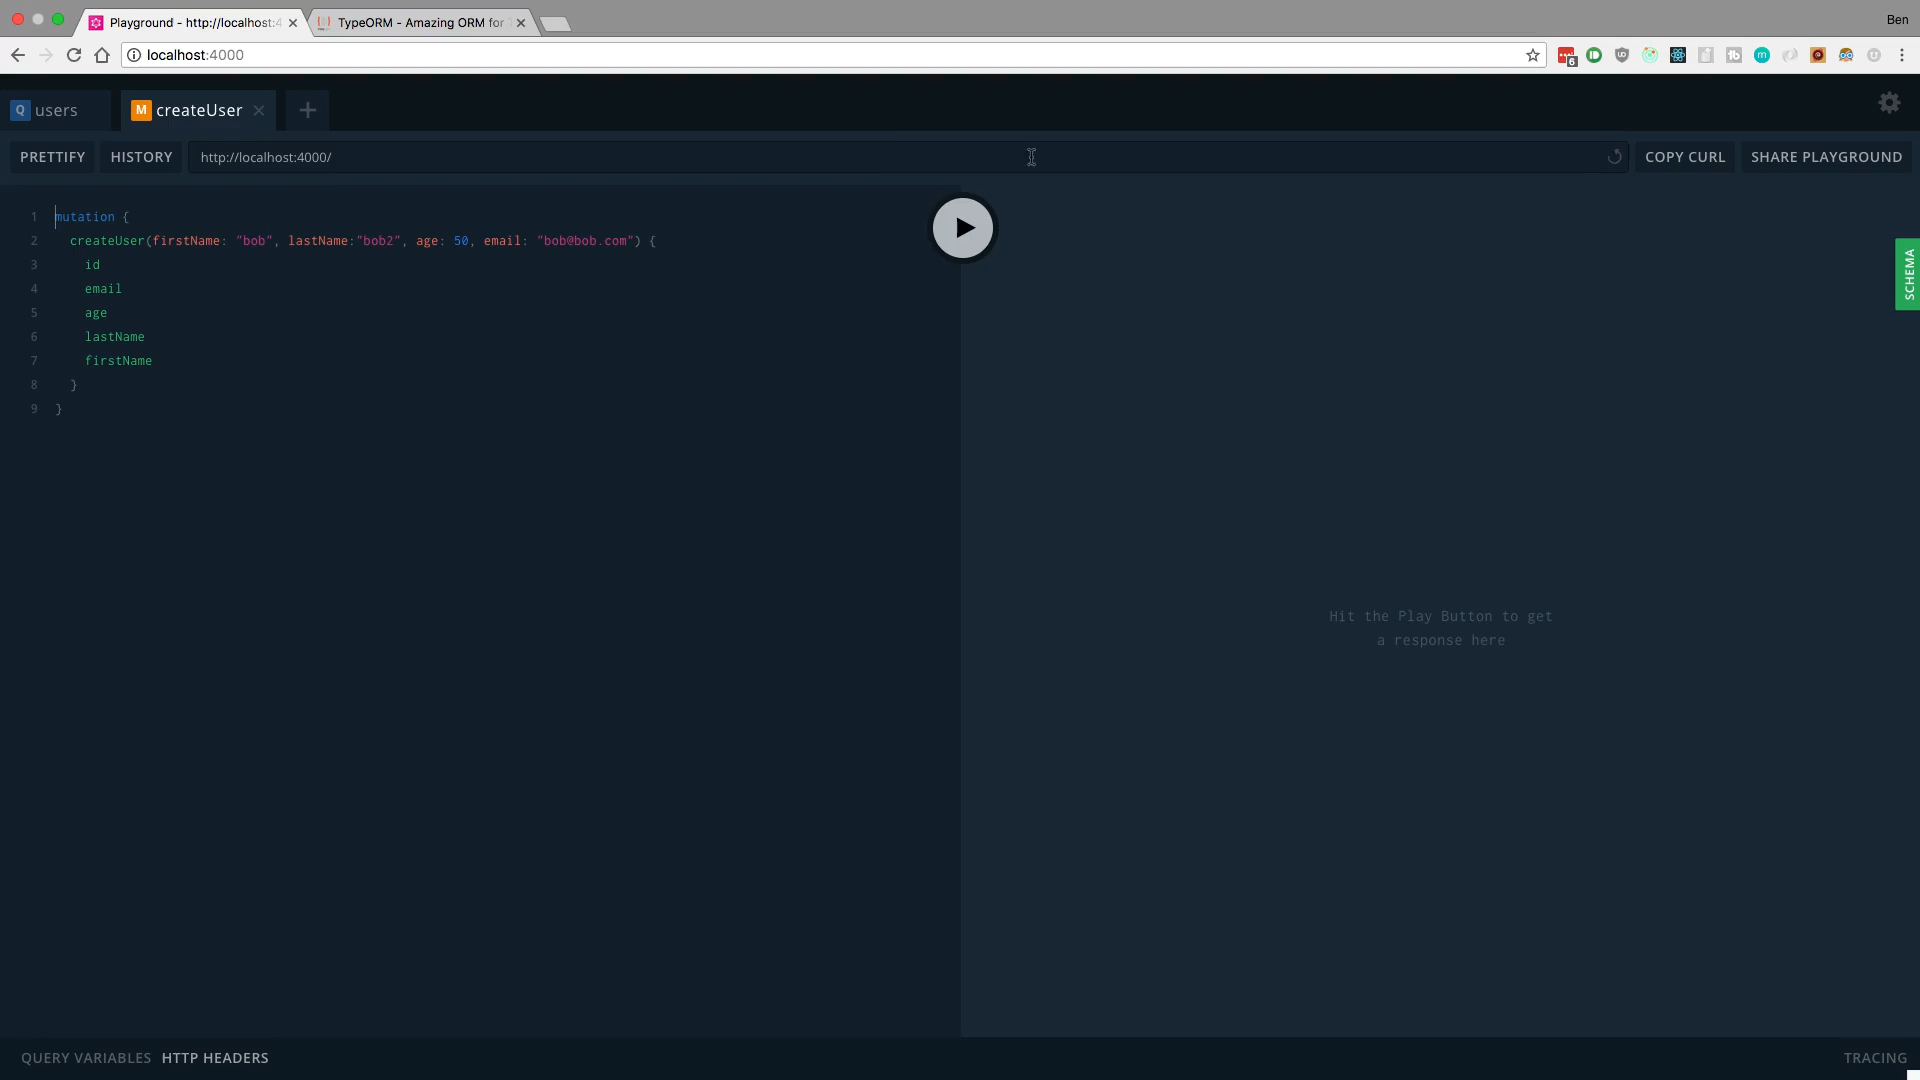 Playground - http://localhost:4
TypeORM - Amazing ORM for
Ben
localhost:4000
6
Q users
M createUser
PRETTIFY
HISTORY
http://localhost:4000/
COPY CURL
SHARE PLAYGROUND
1 mutation {
2 createUser(firstName: "bob", lastName:"bob2", age: 50, email: "bob@bob.com") {
3 id
4 email
5 age
6 lastName
7 firstName
8 }
9 }
SCHEMA
Hit the Play Button to get
a response here
QUERY VARIABLES
HTTP HEADERS
TRACING